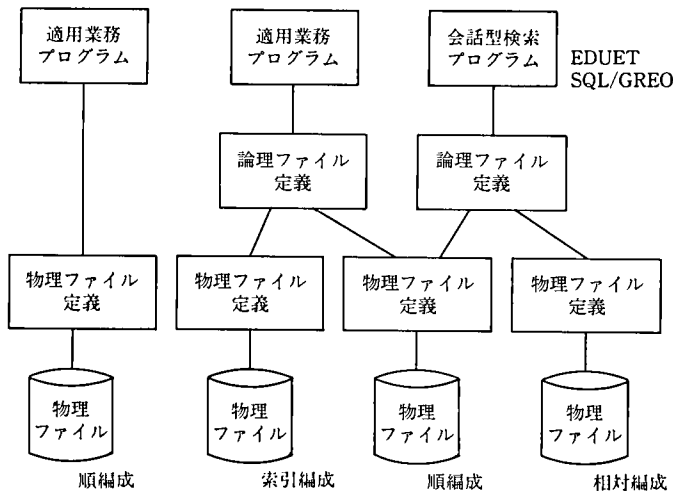 適用業務
プログラム
適用業務
プログラム
会話型検索
プログラム
EDUET
SQL/GREO
論理ファイル
定義
論理ファイル
定義
物理ファイル
定義
物理ファイル
定義
物理ファイル
定義
物理ファイル
定義
物理
ファイル
物理
ファイル
物理
ファイル
物理
ファイル
順編成
索引編成
順編成
相対編成